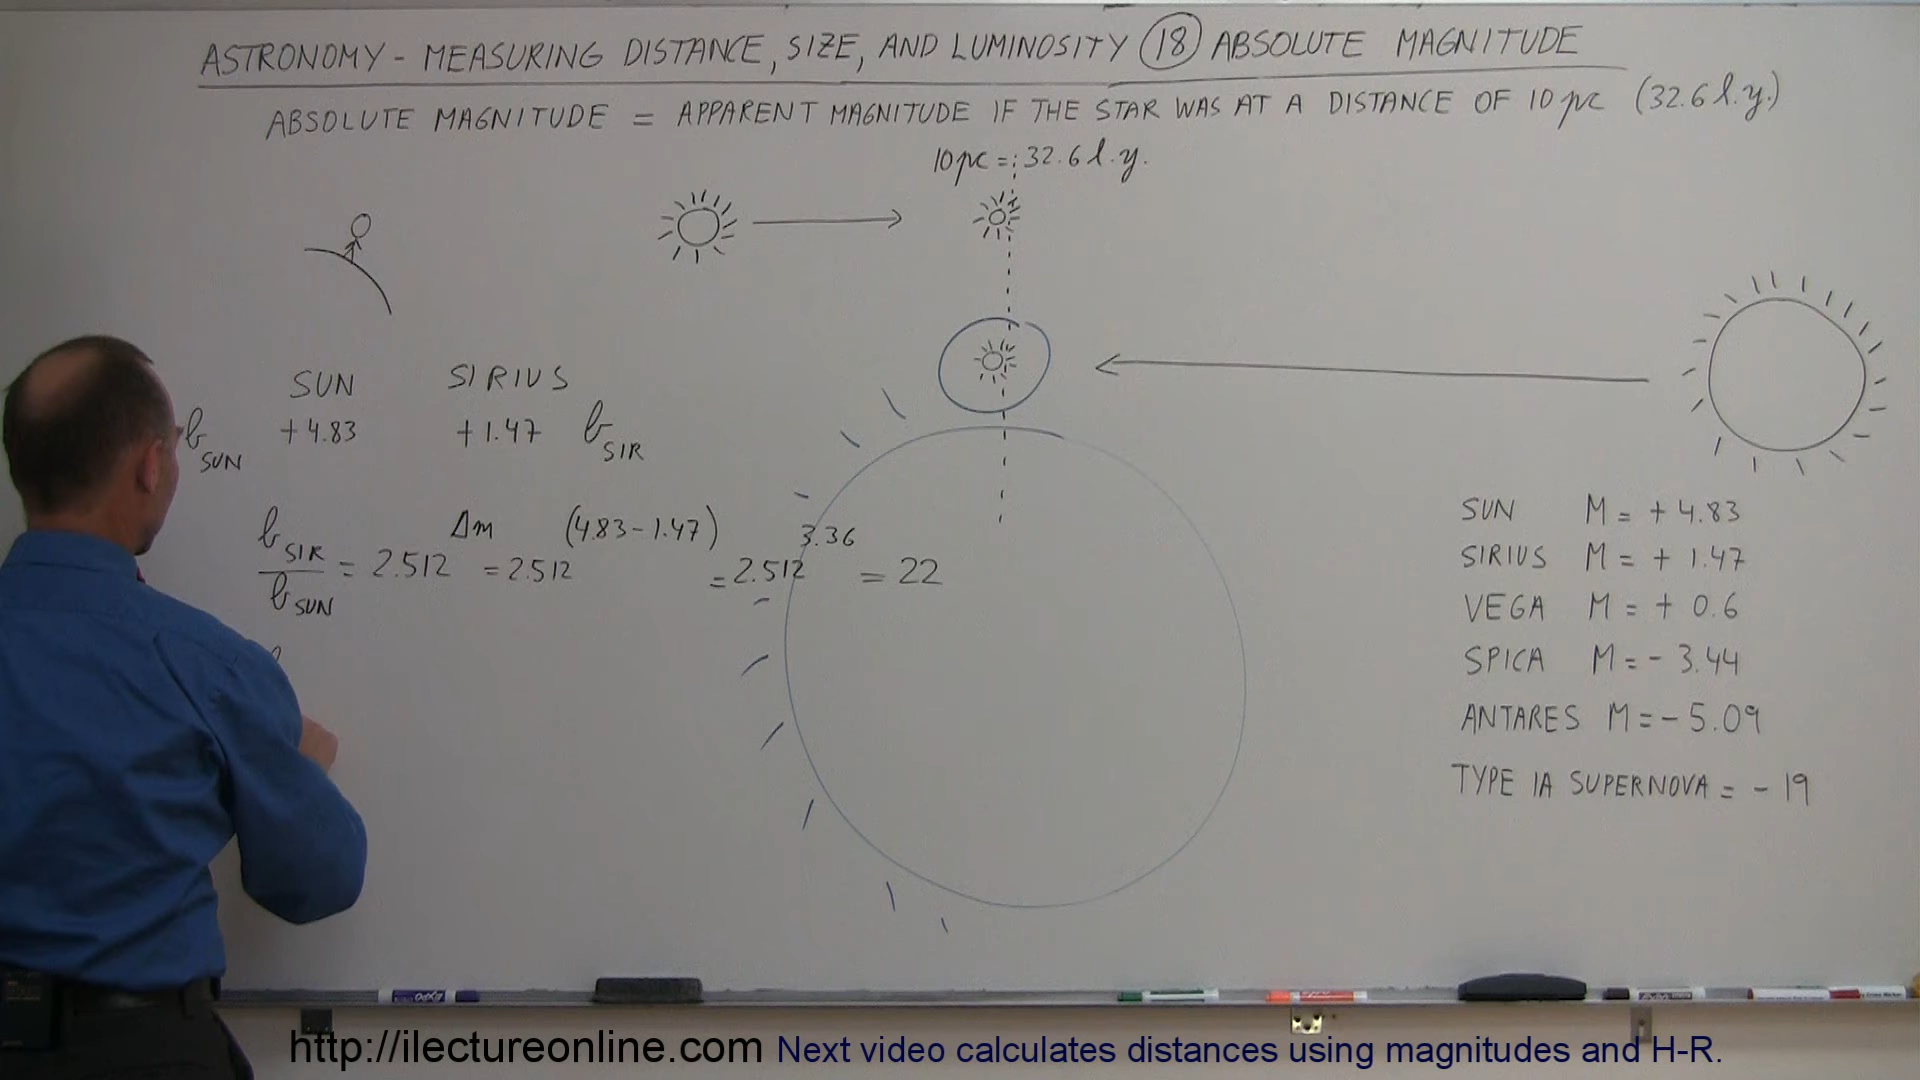 ASTRONOMY - MEASURING DISTANCE, SIZE, AND LUMINOSITY (18) ABSOLUTE MAGNITUDE
ABSOLUTE MAGNITUDE = APPARENT MAGNITUDE IF THE STAR WAS AT A DISTANCE OF 10 pc (32.6 l.y.)
10 pc = 32.6 l.y.
SUN SIRIUS
b SUN +4.83 +1.47 b SIR
b SIR / b SUN = 2.512^Δm = 2.512^(4.83-1.47) = 2.512^3.36 = 22
SUN M = + 4.83
SIRIUS M = + 1.47
VEGA M = + 0.6
SPICA M = - 3.44
ANTARES M = - 5.09
TYPE 1A SUPERNOVA = - 19
http://ilectureonline.com Next video calculates distances using magnitudes and H-R.